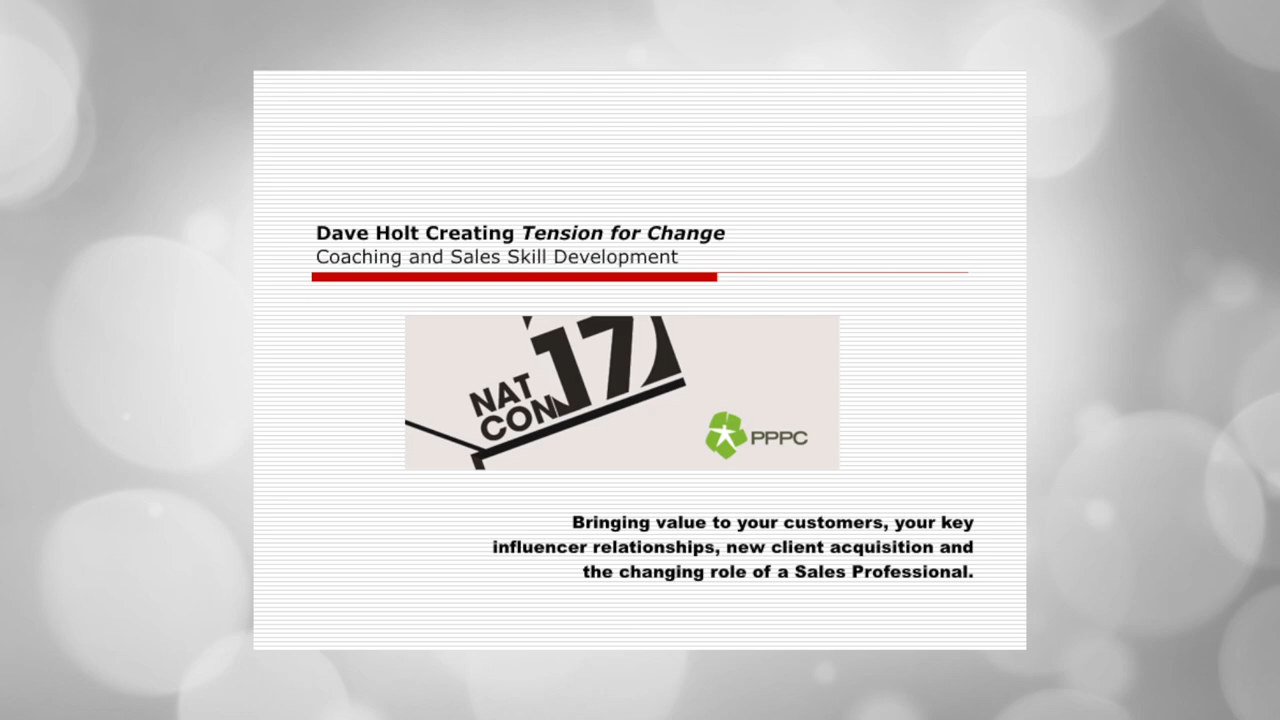 Dave Holt Creating Tension for Change
Coaching and Sales Skill Development
17
NAT
CON
PPPC
Bringing value to your customers, your key
influencer relationships, new client acquisition and
the changing role of a Sales Professional.